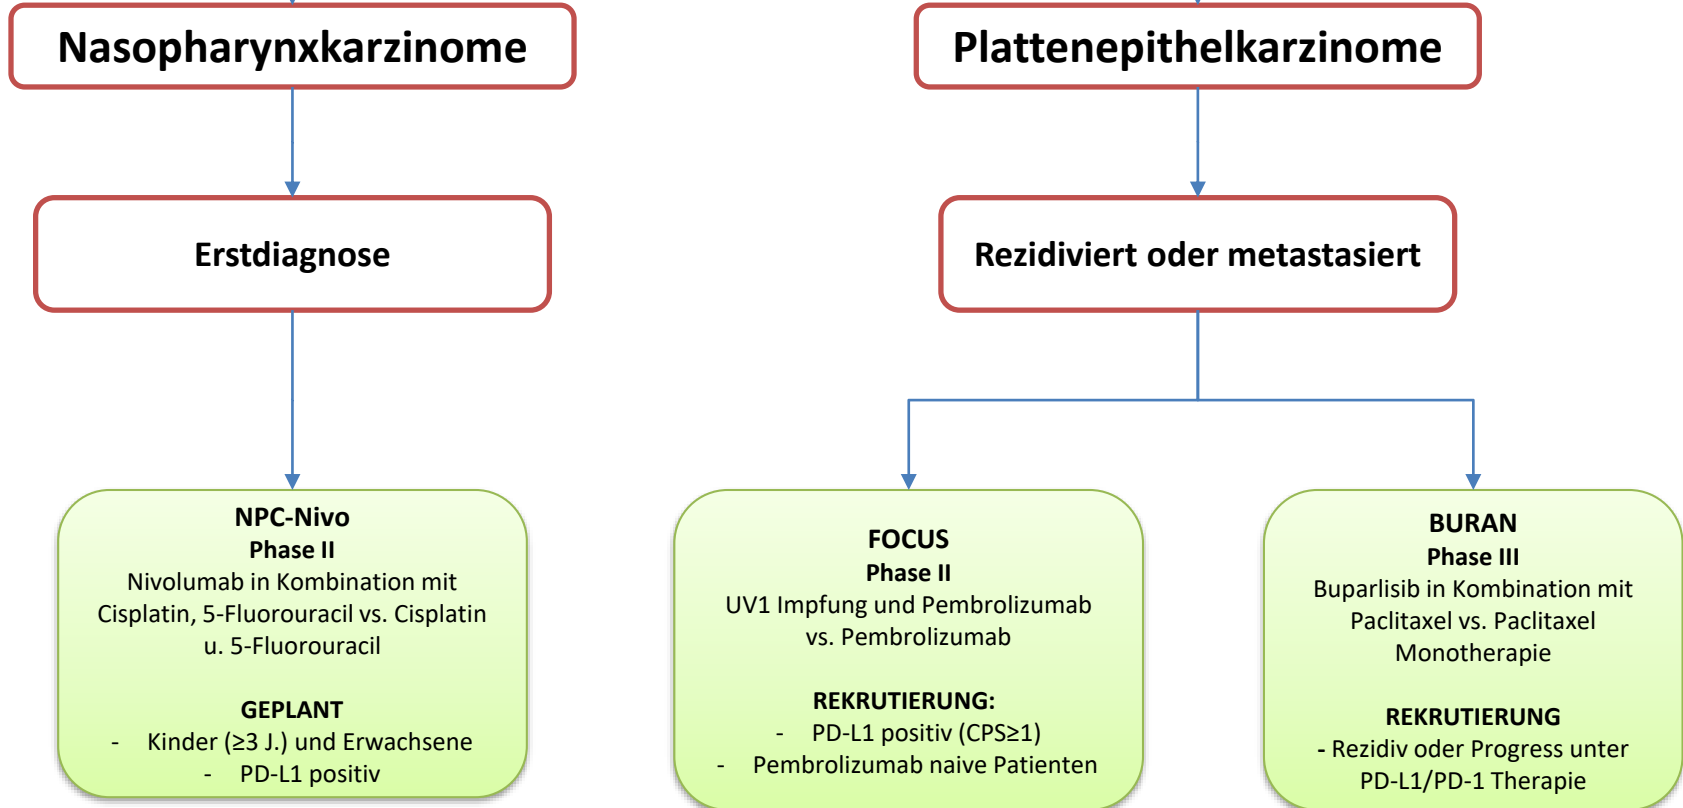 Nasopharynxkarzinome
Plattenepithelkarzinome
Erstdiagnose
Rezidiviert oder metastasiert
NPC-Nivo
Phase II
Nivolumab in Kombination mit
Cisplatin, 5-Fluorouracil vs. Cisplatin
u. 5-Fluorouracil
GEPLANT
- Kinder (≥3 J.) und Erwachsene
- PD-L1 positiv
FOCUS
Phase II
UV1 Impfung und Pembrolizumab
vs. Pembrolizumab
REKRUTIERUNG:
- PD-L1 positiv (CPS≥1)
- Pembrolizumab naive Patienten
BURAN
Phase III
Buparlisib in Kombination mit
Paclitaxel vs. Paclitaxel
Monotherapie
REKRUTIERUNG
- Rezidiv oder Progress unter
PD-L1/PD-1 Therapie